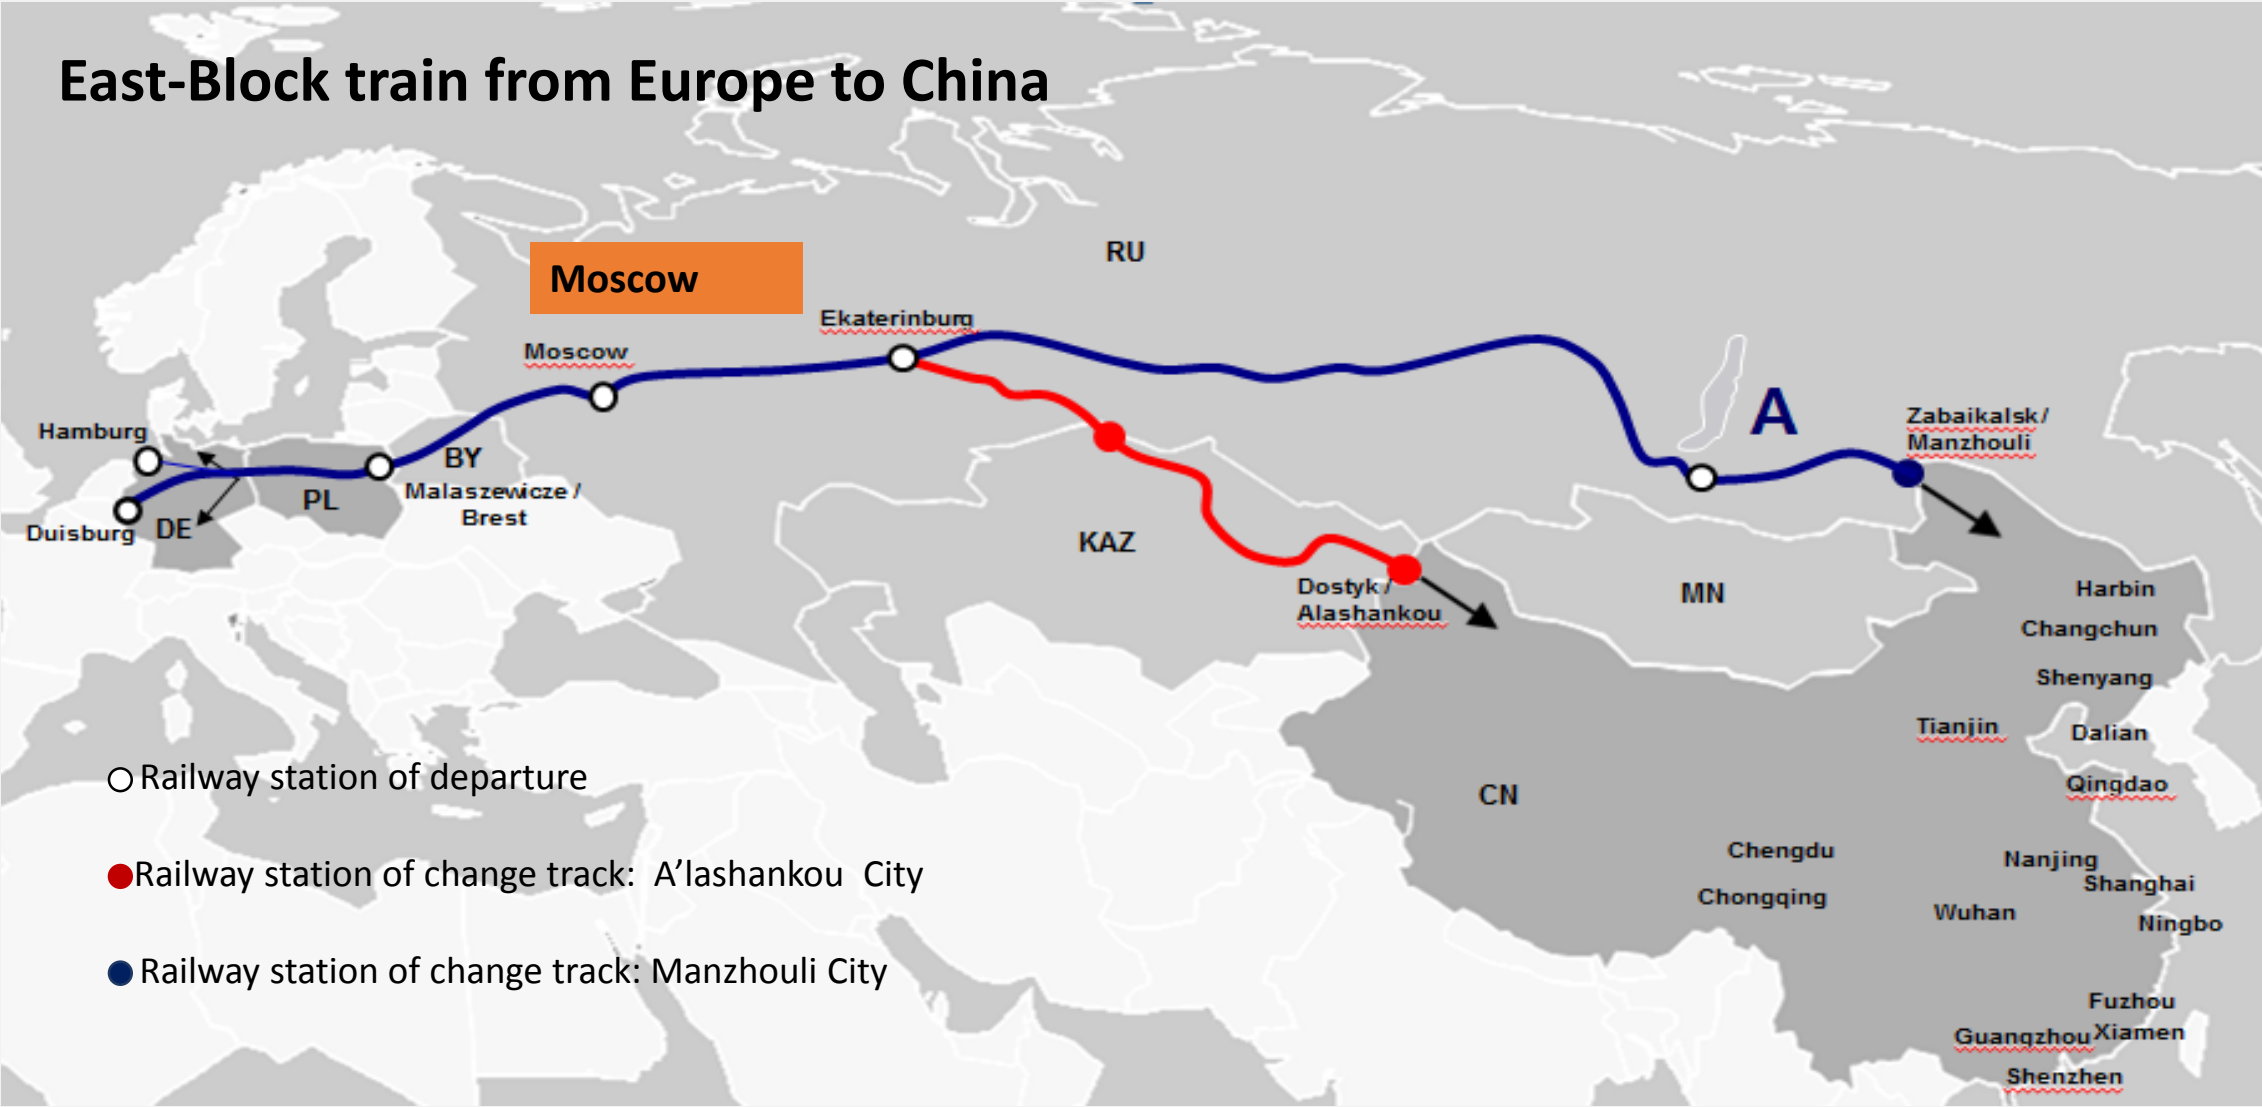 East-Block train from Europe to China
RU
Moscow
Ekaterinburg
Moscow
A
Zabaikalsk/
Manzhouli
Hamburg
BY
Malaszewicze /
Brest
PL
Duisburg
DE
KAZ
Dostyk /
Alashankou
MN
Harbin
Changchun
Shenyang
Tianjin
Dalian
Qingdao
CN
Chengdu
Nanjing
Shanghai
Chongqing
Wuhan
Ningbo
Fuzhou
Xiamen
Guangzhou
Shenzhen
Railway station of departure
Railway station of change track:  A’lashankou  City
Railway station of change track: Manzhouli City